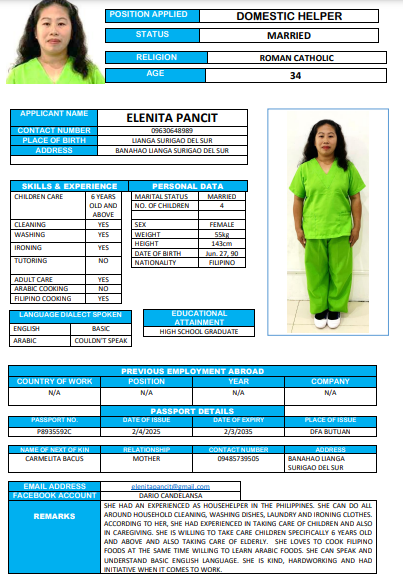 POSITION APPLIED DOMESTIC HELPER
STATUS MARRIED
RELIGION ROMAN CATHOLIC
AGE 34
APPLICANT NAME ELENITA PANCIT
CONTACT NUMBER 09630648989
PLACE OF BIRTH LIANGA SURIGAO DEL SUR
ADDRESS BANAHAO LIANGA SURIGAO DEL SUR
SKILLS & EXPERIENCE PERSONAL DATA
CHILDREN CARE 6 YEARS OLD AND ABOVE MARITAL STATUS MARRIED
NO. OF CHILDREN 4
CLEANING YES SEX FEMALE
WASHING YES WEIGHT 55kg
IRONING YES HEIGHT 143cm
DATE OF BIRTH Jun. 27, 90
TUTORING NO NATIONALITY FILIPINO
ADULT CARE YES
ARABIC COOKING NO
FILIPINO COOKING YES
LANGUAGE DIALECT SPOKEN EDUCATIONAL ATTAINMENT
ENGLISH BASIC HIGH SCHOOL GRADUATE
ARABIC COULDN'T SPEAK
PREVIOUS EMPLOYMENT ABROAD
COUNTRY OF WORK POSITION YEAR COMPANY
N/A N/A N/A N/A
PASSPORT DETAILS
PASSPORT NO. DATE OF ISSUE DATE OF EXPIRY PLACE OF ISSUE
P8935592C 2/4/2025 2/3/2035 DFA BUTUAN
NAME OF NEXT OF KIN RELATIONSHIP CONTACT NUMBER ADDRESS
CARMELITA BACUS MOTHER 09485739505 BANAHAO LIANGA
SURIGAO DEL SUR
EMAIL ADDRESS elenitapancit@gmail.com
FACEBOOK ACCOUNT DARIO CANDELANSA
REMARKS
SHE HAD AN EXPERIENCED AS HOUSEHELPER IN THE PHILIPPINES. SHE CAN DO ALL
AROUND HOUSEHOLD CLEANING, WASHING DISHES, LAUNDRY AND IRONING CLOTHES.
ACCORDING TO HER, SHE HAD EXPERIENCED IN TAKING CARE OF CHILDREN AND ALSO
IN CAREGIVING. SHE IS WILLING TO TAKE CARE CHILDREN SPECIFICALLY 6 YEARS OLD
AND ABOVE AND ALSO TAKING CARE OF ELDERLY. SHE LOVES TO COOK FILIPINO
FOODS AT THE SAME TIME WILLING TO LEARN ARABIC FOODS. SHE CAN SPEAK AND
UNDERSTAND BASIC ENGLISH LANGUAGE. SHE IS KIND, HARDWORKING AND HAD
INITIATIVE WHEN IT COMES TO WORK.